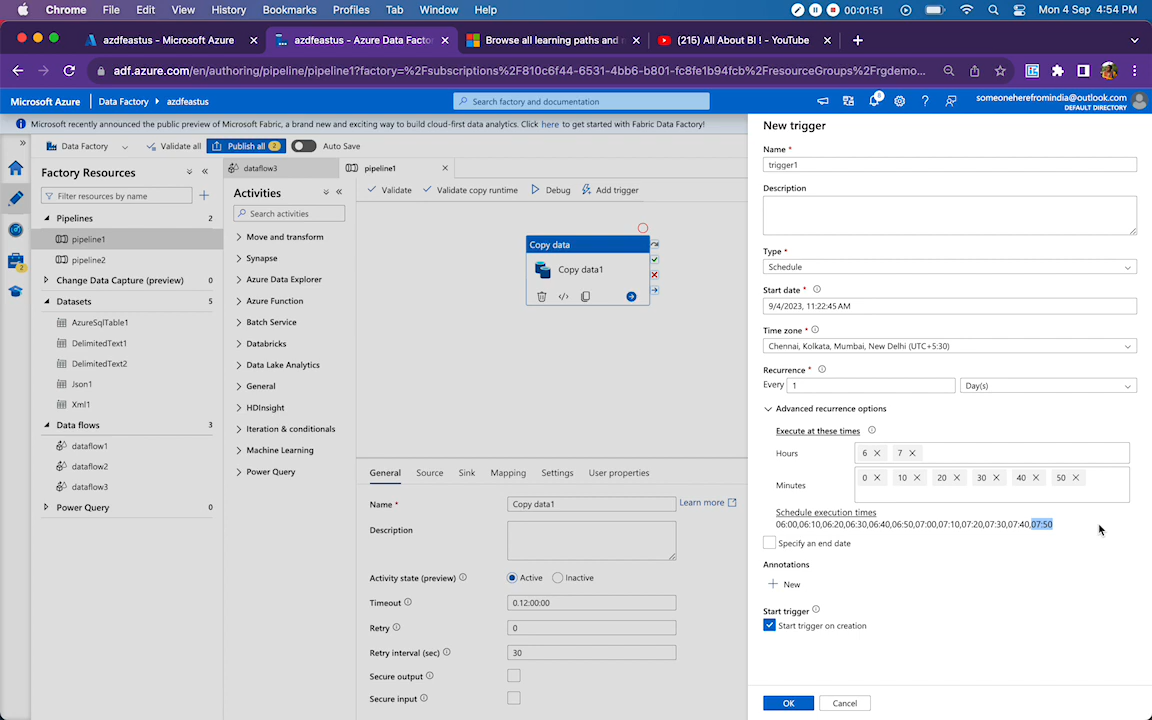 Chrome File Edit View History Bookmarks Profiles Tab Window Help 00:01:51 Mon 4 Sep 4:54 PM
azdfeastus - Microsoft Azure azdfeastus - Azure Data Factor Browse all learning paths and (215) All About BI ! - YouTube
adf.azure.com/en/authoring/pipeline/pipeline1?factory=%2Fsubscriptions%2F810c6f44-6531-4bb6-b801-fc8fe1b94fcb%2FresourceGroups%2Frgdemo...
Microsoft Azure Data Factory azdfeastus Search factory and documentation 8 someoneherefromindia@outlook.com
DEFAULT DIRECTORY
Microsoft recently announced the public preview of Microsoft Fabric, a brand new and exciting way to build cloud-first data analytics. Click here to get started with Fabric Data Factory!
Data Factory Validate all Publish all 2 Auto Save
2
Factory Resources
Filter resources by name
Pipelines 2
pipeline1
pipeline2
Change Data Capture (preview) 0
Datasets 5
AzureSqlTable1
DelimitedText1
DelimitedText2
Json1
Xml1
Data flows 3
dataflow1
dataflow2
dataflow3
Power Query 0
dataflow3 pipeline1
Activities
Search activities
Move and transform
Synapse
Azure Data Explorer
Azure Function
Batch Service
Databricks
Data Lake Analytics
General
HDInsight
Iteration & conditionals
Machine Learning
Power Query
Validate Validate copy runtime Debug Add trigger
Copy data
Copy data1
General Source Sink Mapping Settings User properties
Name * Copy data1 Learn more
Description
Activity state (preview) Active Inactive
Timeout 0.12:00:00
Retry 0
Retry interval (sec) 30
Secure output
Secure input
New trigger
Name *
trigger1
Description
Type *
Schedule
Start date *
9/4/2023, 11:22:45 AM
Time zone *
Chennai, Kolkata, Mumbai, New Delhi (UTC+5:30)
Recurrence *
Every 1 Day(s)
Advanced recurrence options
Execute at these times
Hours 6 7
Minutes 0 10 20 30 40 50
Schedule execution times
06:00,06:10,06:20,06:30,06:40,06:50,07:00,07:10,07:20,07:30,07:40,07:50
Specify an end date
Annotations
New
Start trigger
Start trigger on creation
OK Cancel